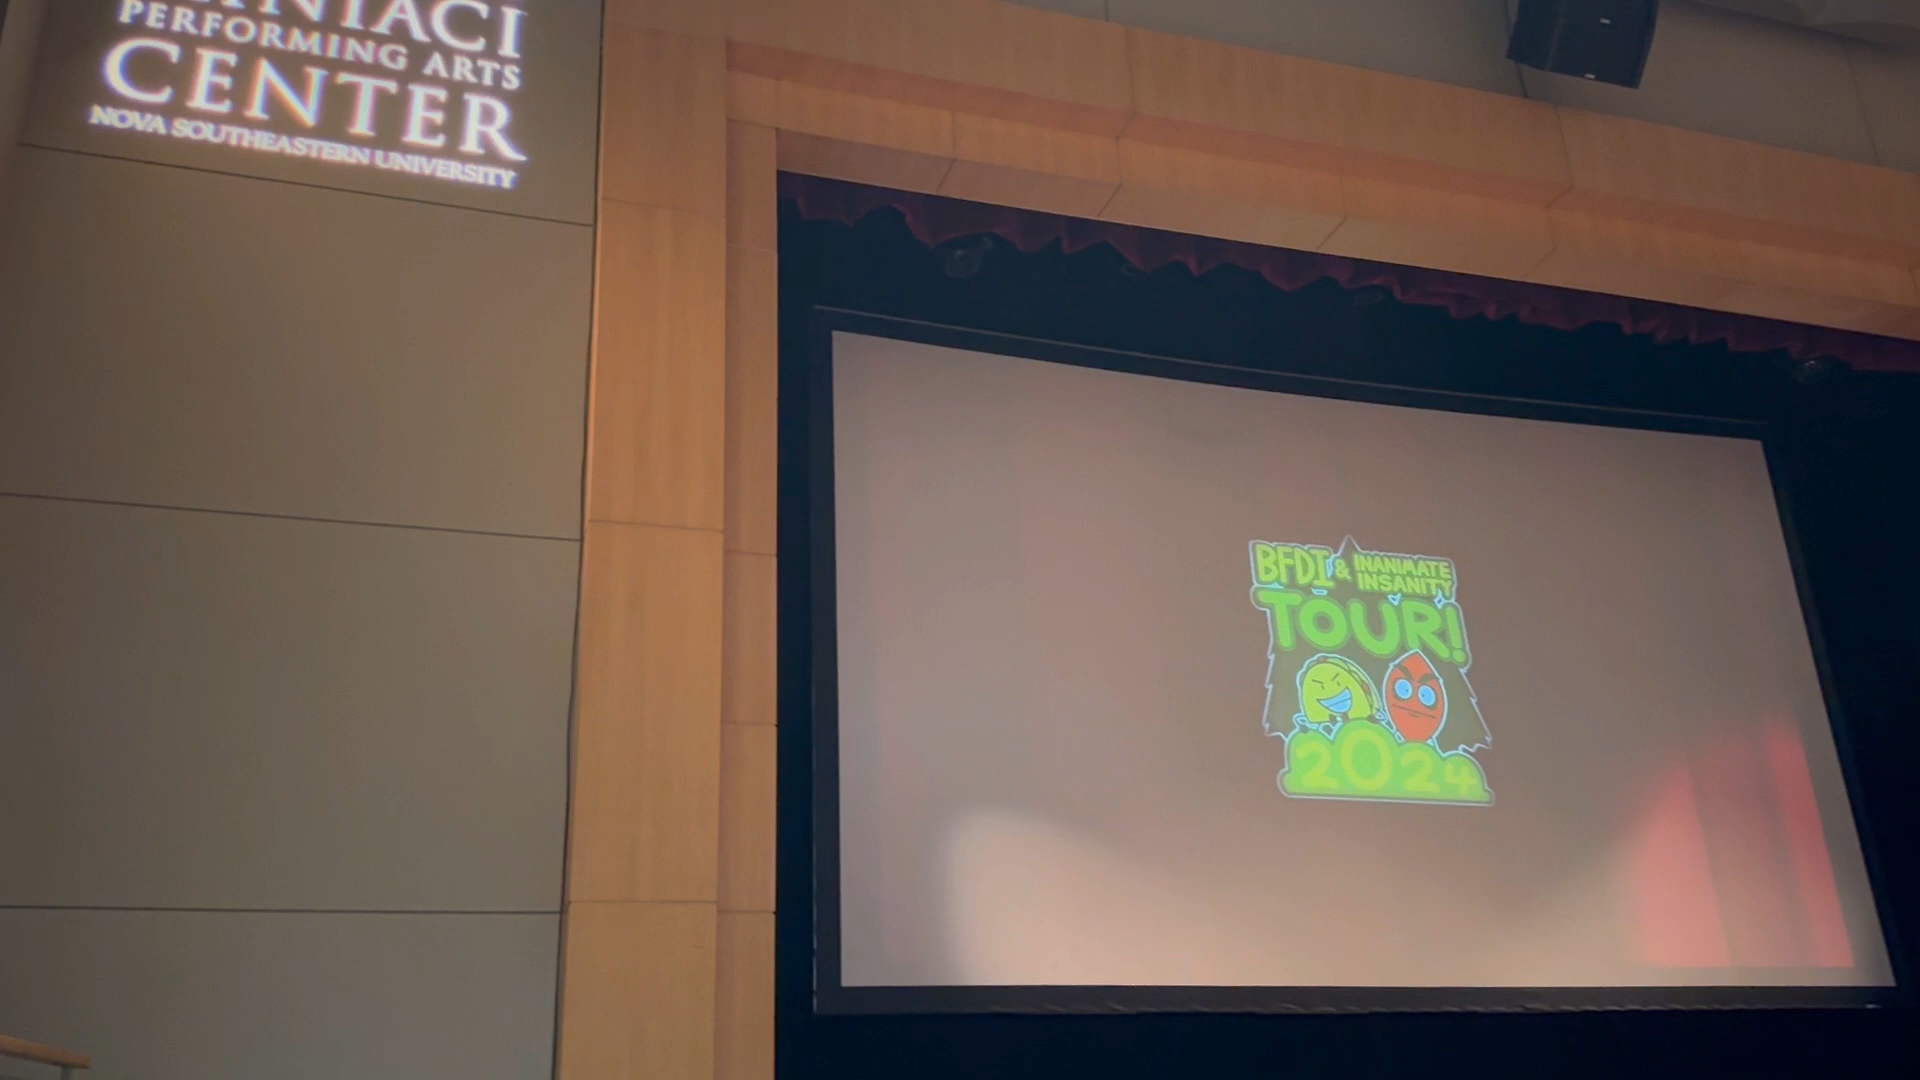 PERFORMING ARTS
CENTER
NOVA SOUTHEASTERN UNIVERSITY
BFDI & INANIMATE
INSANITY
TOUR!
2024